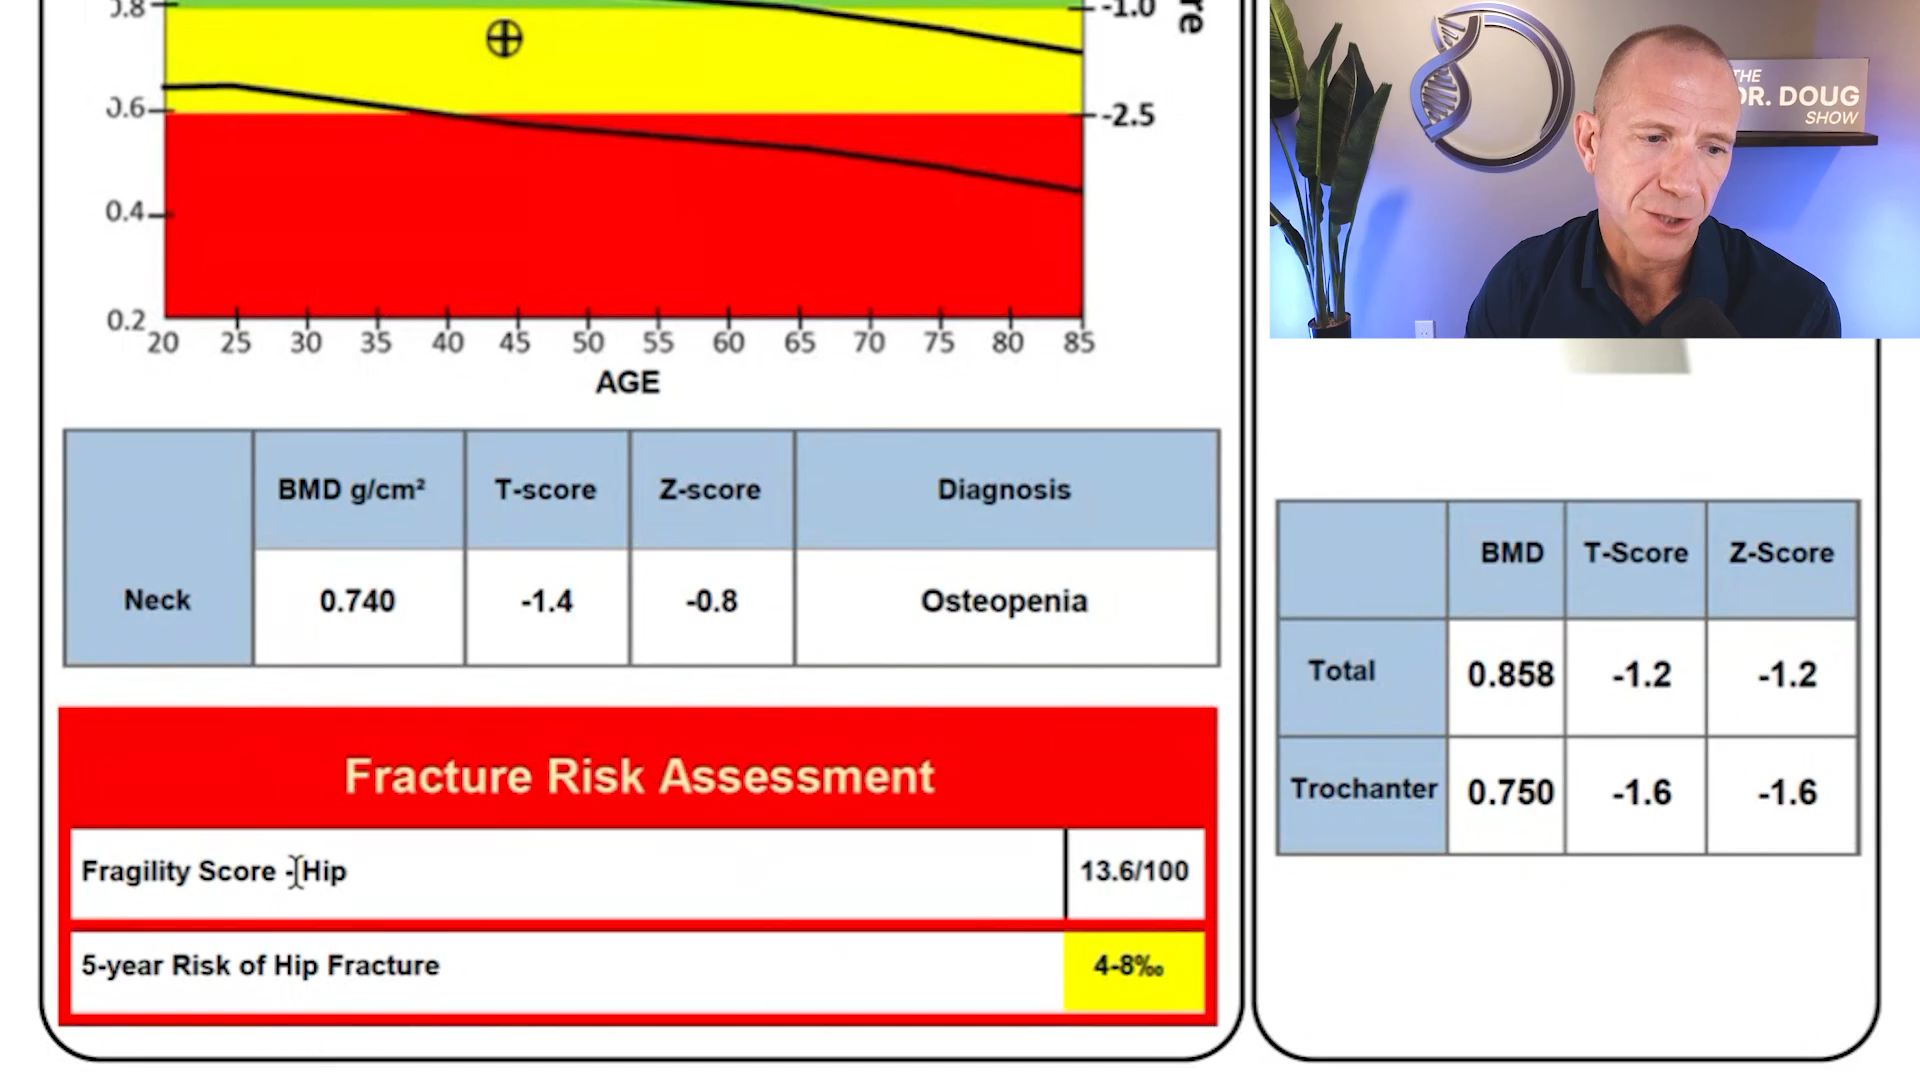 0.8
-1.0
re
0.6
-2.5
0.4
0.2
20 25 30 35 40 45 50 55 60 65 70 75 80 85
AGE
BMD g/cm² T-score Z-score Diagnosis
Neck 0.740 -1.4 -0.8 Osteopenia
Fracture Risk Assessment
Fragility Score - Hip 13.6/100
5-year Risk of Hip Fracture 4-8‰
THE
DR. DOUG
SHOW
BMD T-Score Z-Score
Total 0.858 -1.2 -1.2
Trochanter 0.750 -1.6 -1.6